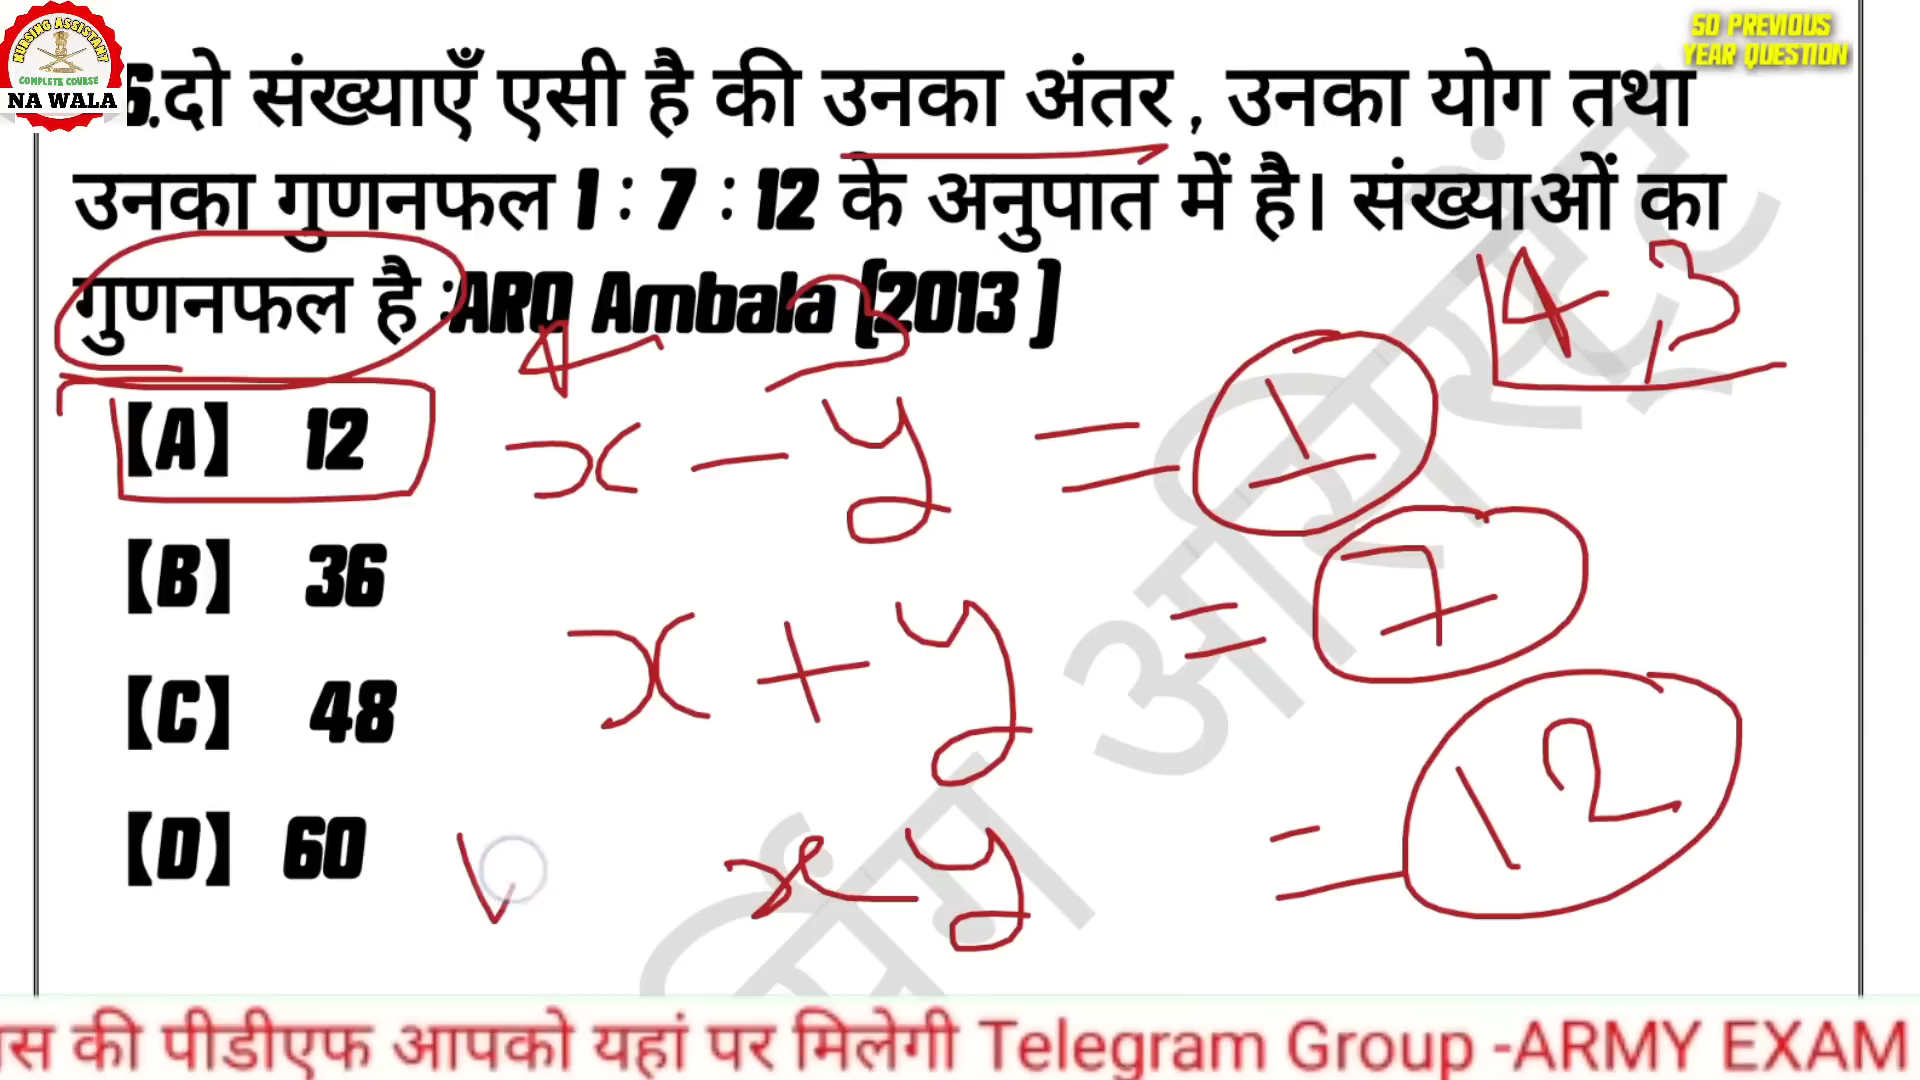 50 PREVIOUS
YEAR QUESTION
NURSING ASSISTANT
COMPLETE COURSE
NA WALA
6.दो संख्याएँ एसी है की उनका अंतर , उनका योग तथा
उनका गुणनफल 1 : 7 : 12 के अनुपात में है। संख्याओं का
गुणनफल है :ARO Ambala (2013 )
4 3
4, 3
【A】 12
x - y = 1
【B】 36
x + y = 7
【C】 48
【D】 60
xy = 12
र्सिंग असिस्टेंट
ास की पीडीएफ आपको यहां पर मिलेगी Telegram Group -ARMY EXAM